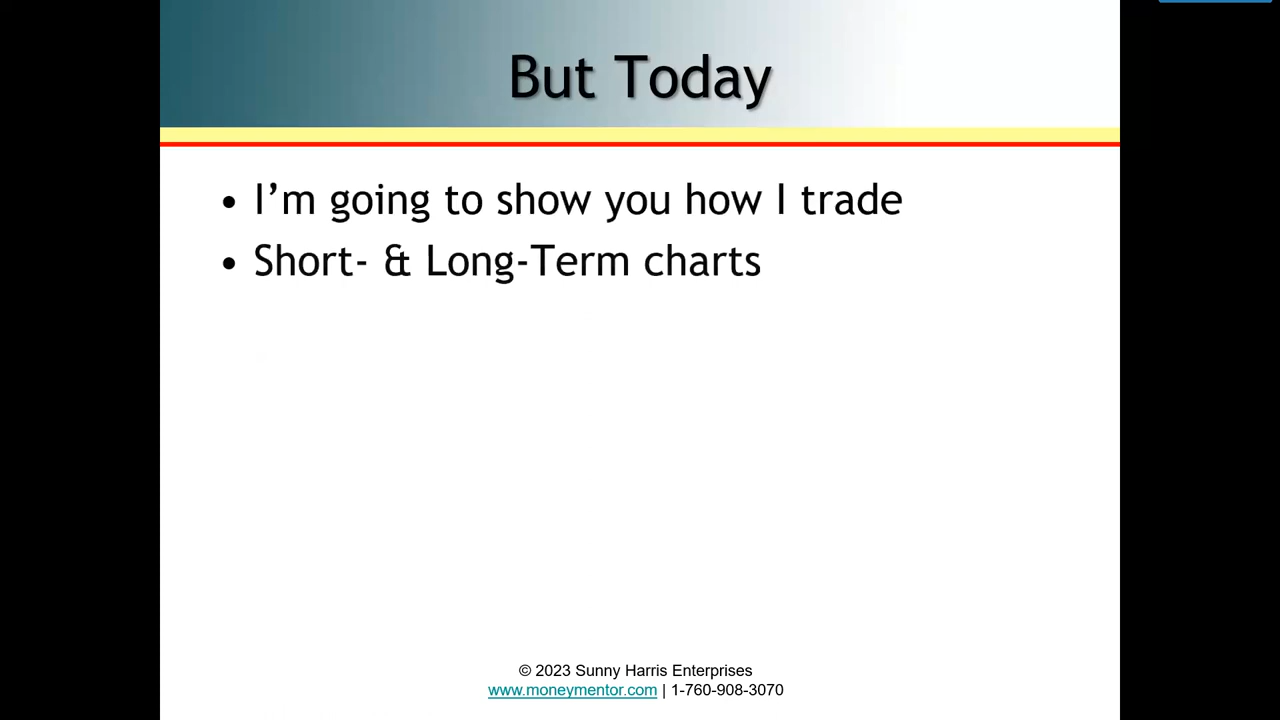 But Today
• I’m going to show you how I trade
• Short- & Long-Term charts
© 2023 Sunny Harris Enterprises
www.moneymentor.com | 1-760-908-3070